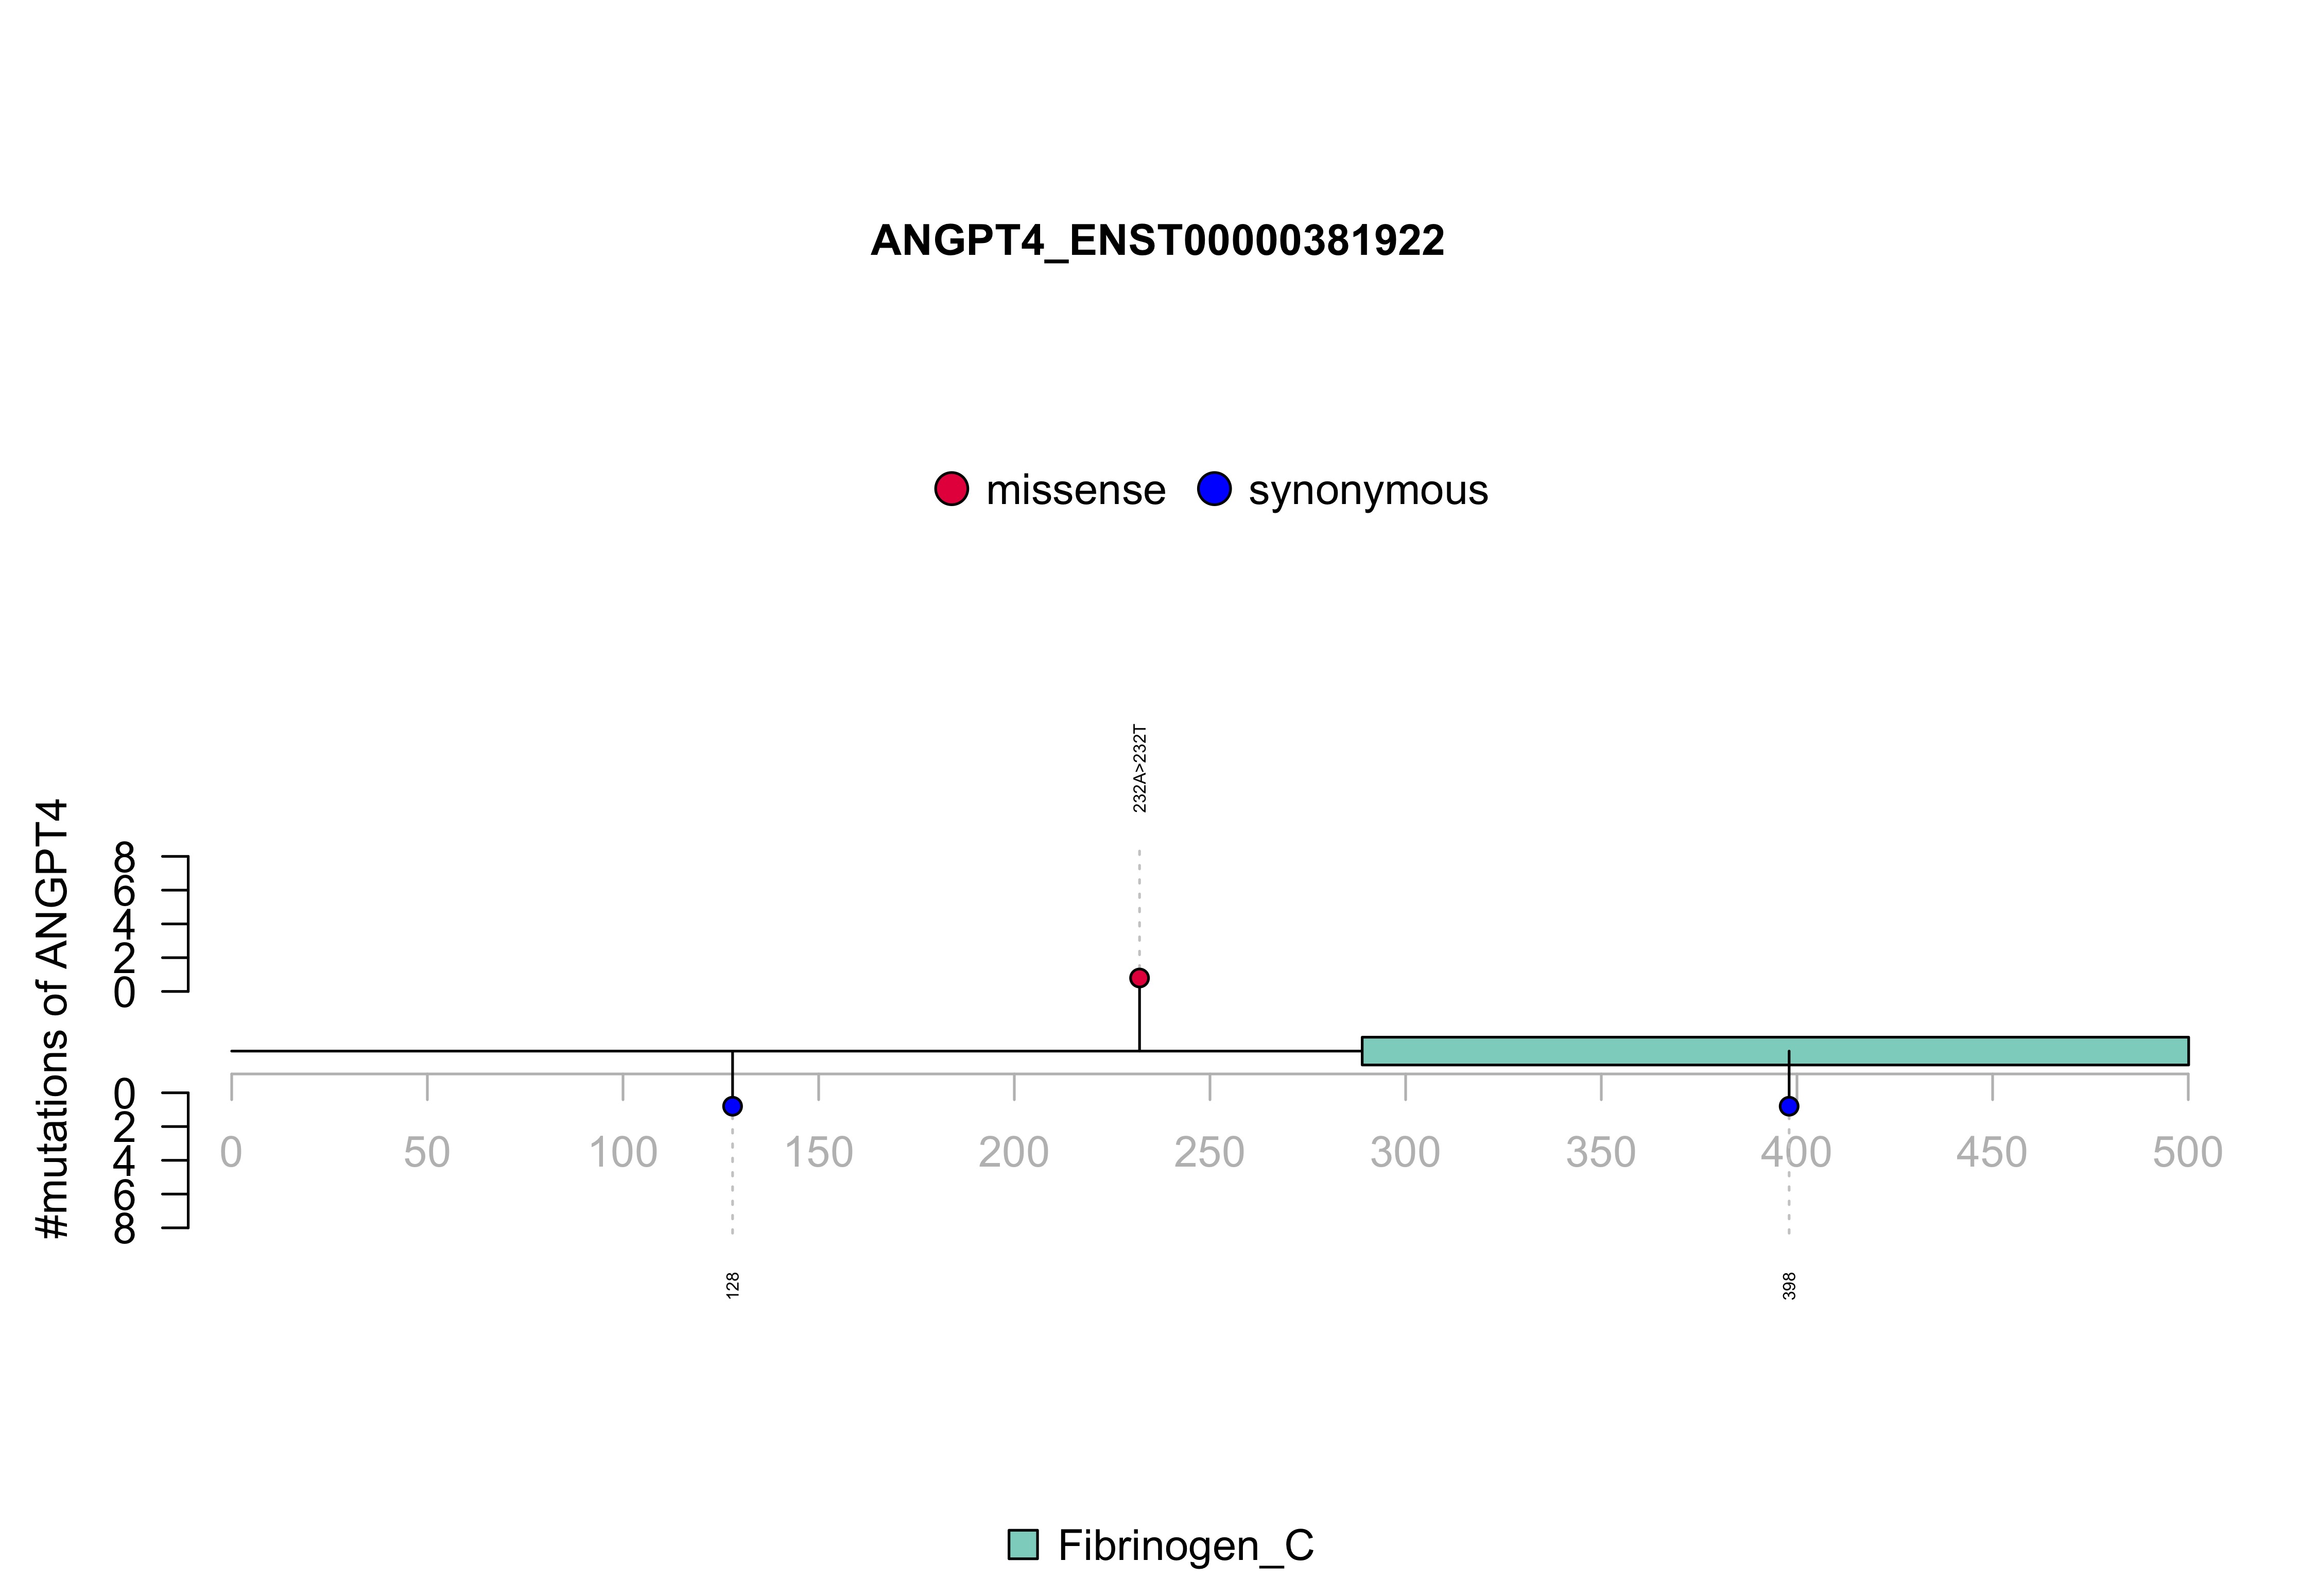 ANGPT4_ENST00000381922
missense synonymous
232A>232T
#mutations of ANGPT4
8
6
4
2
0
0
2
4
6
8
0 50 100 150 200 250 300 350 400 450 500
128 398
Fibrinogen_C